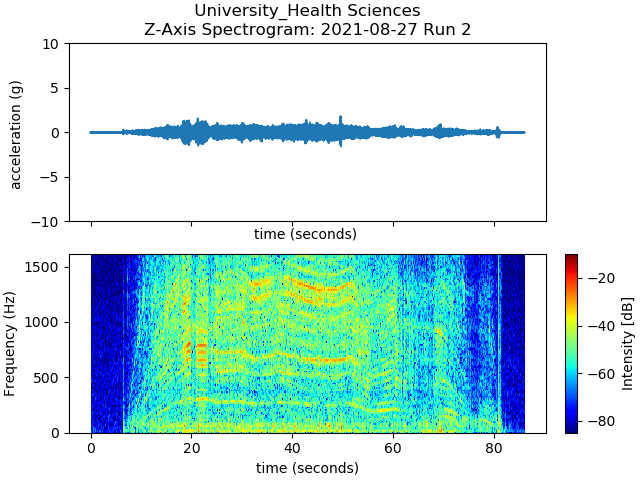 University_Health Sciences
Z-Axis Spectrogram: 2021-08-27 Run 2
10
5
0
−5
−10
acceleration (g)
time (seconds)
1500
1000
500
0
Frequency (Hz)
0 20 40 60 80
time (seconds)
−20
−40
−60
−80
Intensity [dB]